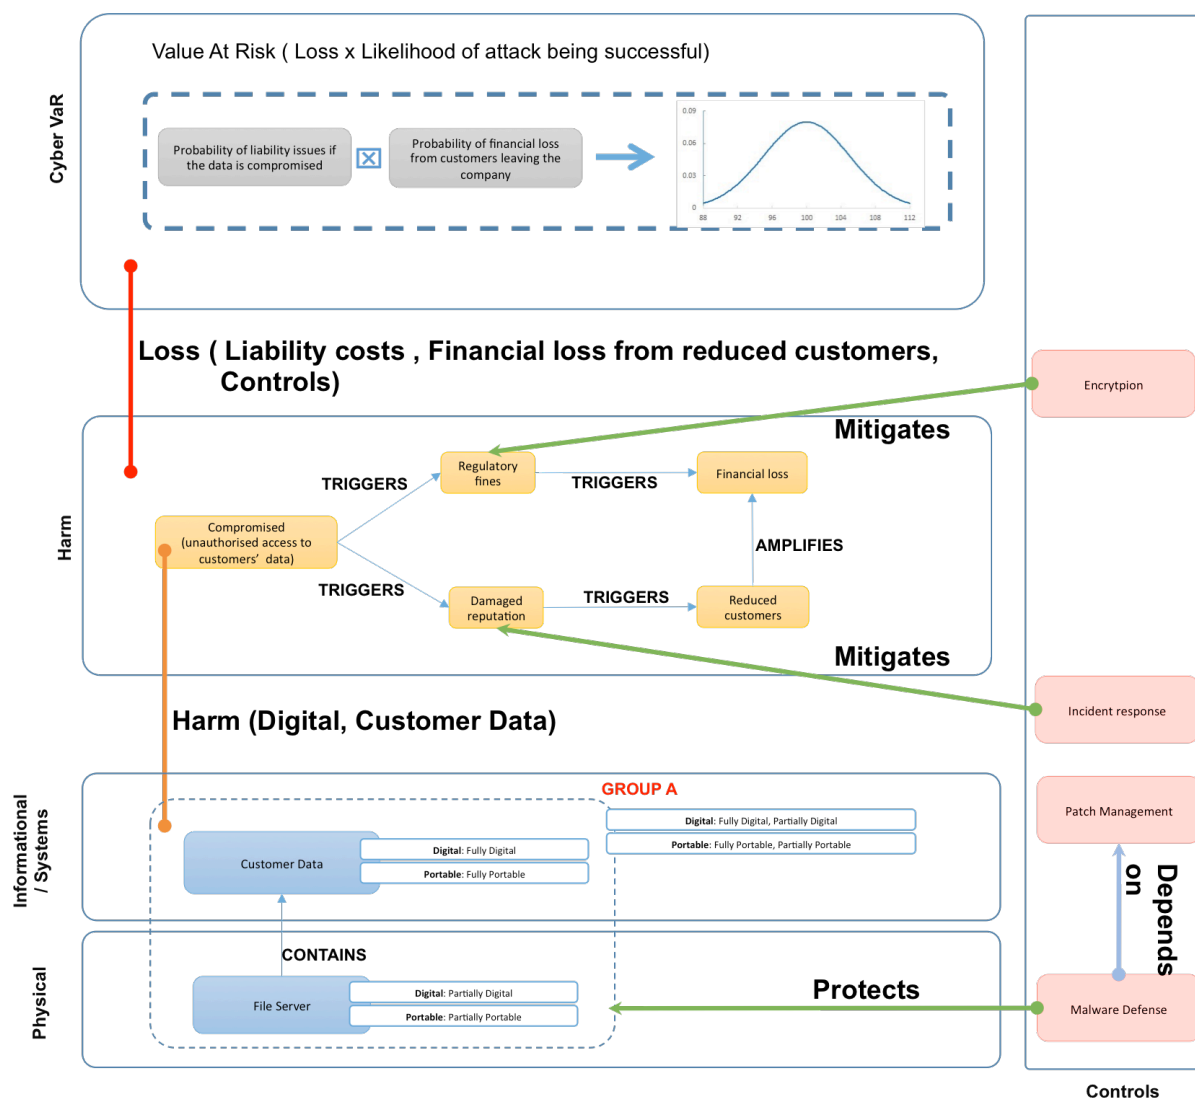 Value At Risk ( Loss x Likelihood of attack being successful)
Cyber VaR
Probability of liability issues if
the data is compromised
Probability of financial loss
from customers leaving the
company
0.09
0.06
0.03
0
88 92 96 100 104 108 112
Loss ( Liability costs , Financial loss from reduced customers,
Controls)
Encrytpion
Mitigates
Harm
Regulatory
fines
Financial loss
TRIGGERS
TRIGGERS
Compromised
(unauthorised access to
customers' data)
AMPLIFIES
TRIGGERS
TRIGGERS
Damaged
reputation
Reduced
customers
Mitigates
Incident response
Harm (Digital, Customer Data)
Informational
/ Systems
GROUP A
Digital: Fully Digital, Partially Digital
Portable: Fully Portable, Partially Portable
Customer Data
Digital: Fully Digital
Portable: Fully Portable
Patch Management
Depends
on
CONTAINS
Physical
File Server
Digital: Partially Digital
Portable: Partially Portable
Protects
Malware Defense
Controls